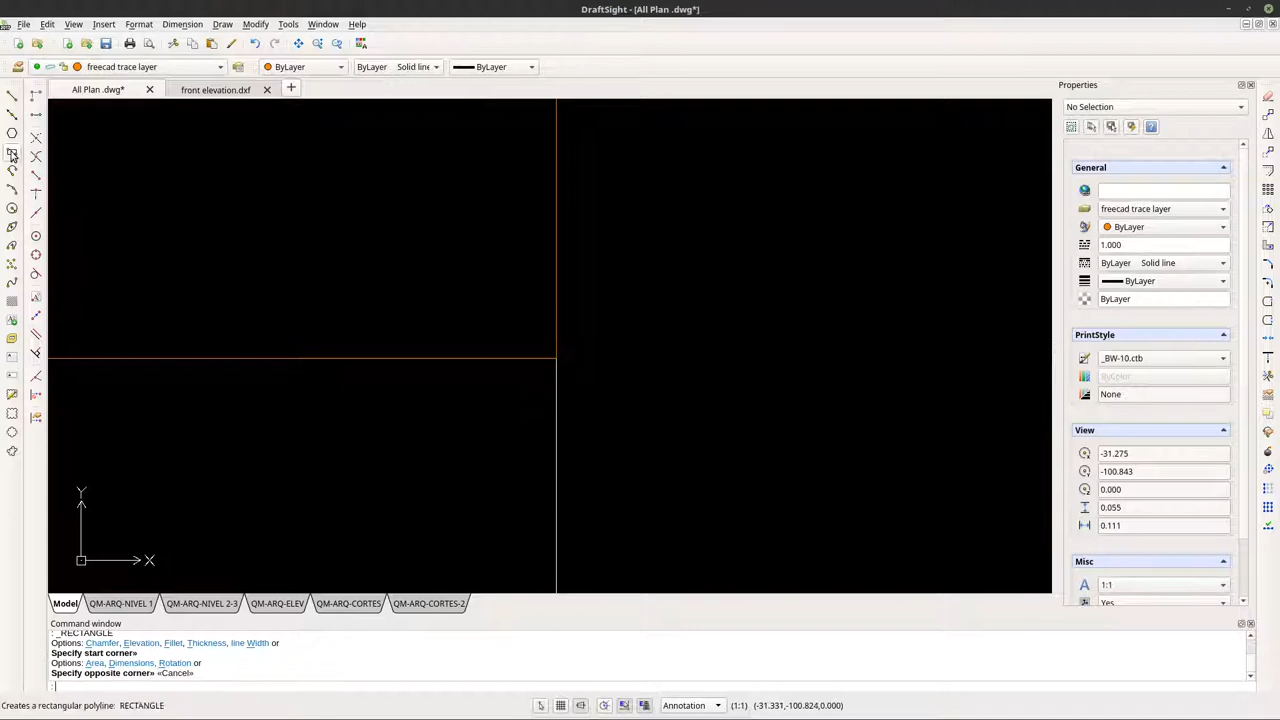 DraftSight - [All Plan .dwg*]
File Edit View Insert Format Dimension Draw Modify Tools Window Help
freecad trace layer ByLayer ByLayer Solid line ByLayer
All Plan .dwg* front elevation.dxf
Properties
No Selection
General
freecad trace layer
ByLayer
1.000
ByLayer Solid line
ByLayer
ByLayer
PrintStyle
_BW-10.ctb
ByColor
None
View
-31.275
-100.843
0.000
0.055
0.111
Misc
1:1
Yes
Y
X
Model QM-ARQ-NIVEL 1 QM-ARQ-NIVEL 2-3 QM-ARQ-ELEV QM-ARQ-CORTES QM-ARQ-CORTES-2
Command window
: _RECTANGLE
Options: Chamfer, Elevation, Fillet, Thickness, line Width or
Specify start corner»
Options: Area, Dimensions, Rotation or
Specify opposite corner» «Cancel»
:
Creates a rectangular polyline: RECTANGLE Annotation (1:1) (-31.331,-100.824,0.000)